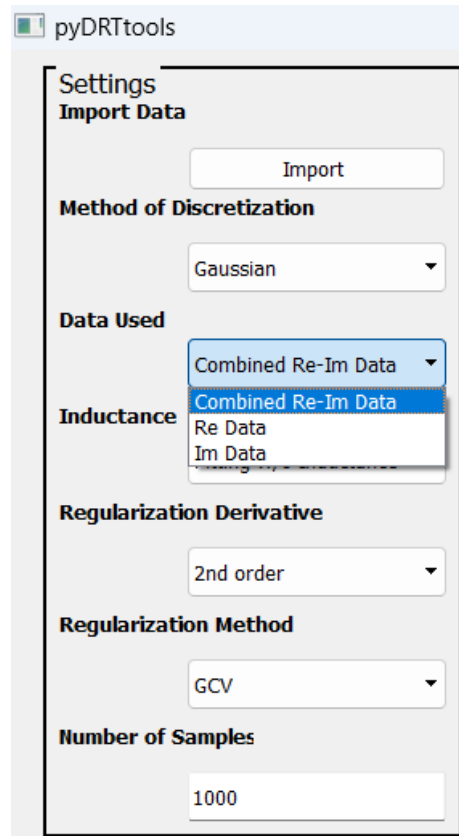 pyDRTtools
Settings
Import Data
Import
Method of Discretization
Gaussian
Data Used
Combined Re-Im Data
Combined Re-Im Data
Re Data
Im Data
Inductance
Regularization Derivative
2nd order
Regularization Method
GCV
Number of Samples
1000